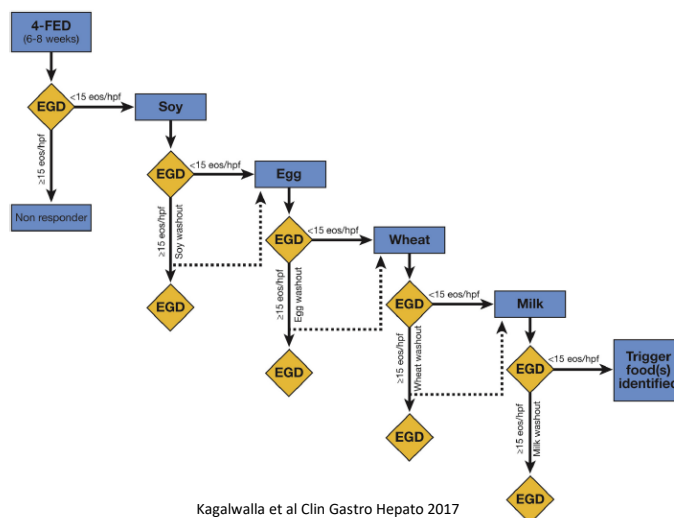 4-FED
(6-8 weeks)
EGD
<15 eos/hpf
Soy
≥15 eos/hpf
Non responder
EGD
<15 eos/hpf
Egg
≥15 eos/hpf
Soy washout
EGD
EGD
<15 eos/hpf
Wheat
≥15 eos/hpf
Egg washout
EGD
EGD
<15 eos/hpf
Milk
≥15 eos/hpf
Wheat washout
EGD
EGD
<15 eos/hpf
Trigger
food(s)
identified
≥15 eos/hpf
Milk washout
EGD
Kagalwalla et al Clin Gastro Hepato 2017